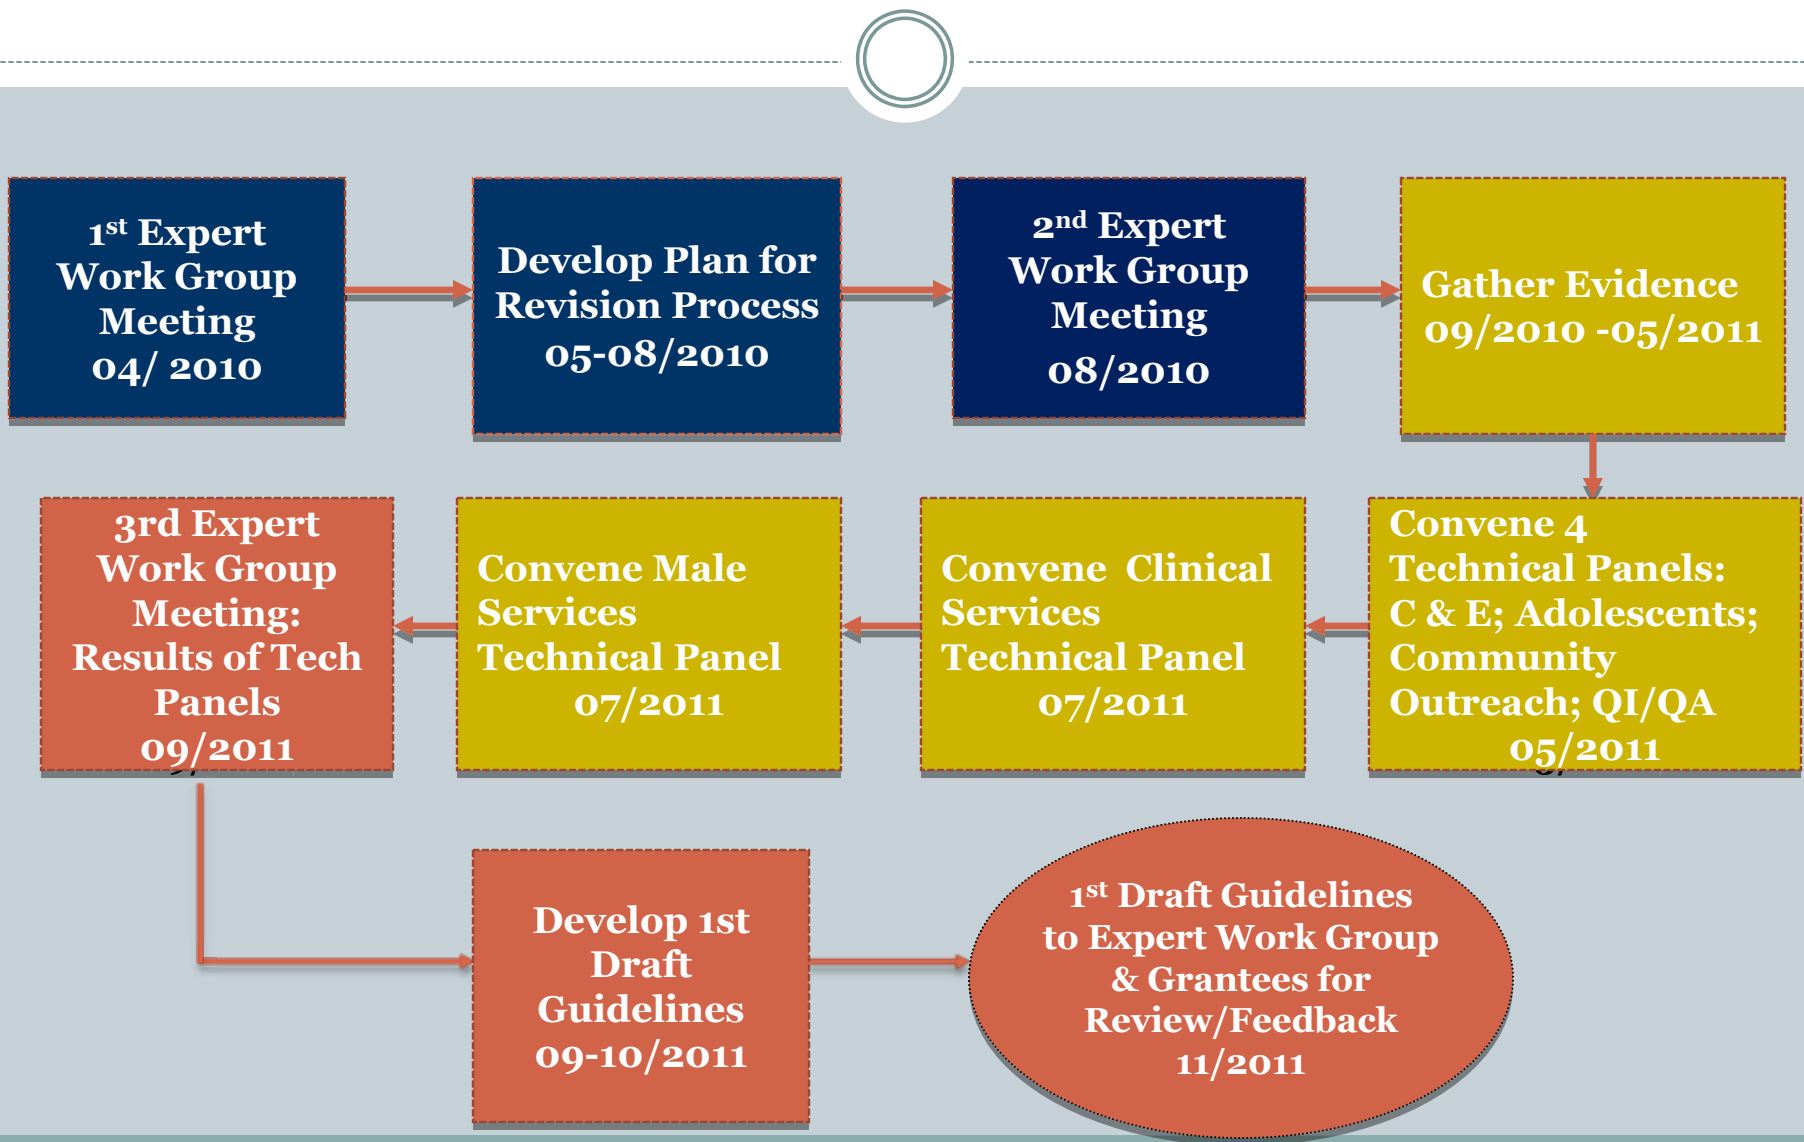 1st Expert
Work Group
Meeting
04/ 2010
Develop Plan for
Revision Process
05-08/2010
2nd Expert
Work Group
Meeting
08/2010
Gather Evidence
09/2010 -05/2011
3rd Expert
Work Group
Meeting:
Results of Tech
Panels
09/2011
Convene Male
Services
Technical Panel
07/2011
Convene  Clinical
Services
Technical Panel
07/2011
Convene 4
Technical Panels:
C & E; Adolescents;
Community
Outreach; QI/QA
05/2011
Develop 1st
Draft
Guidelines
09-10/2011
1st Draft Guidelines
to Expert Work Group
& Grantees for
Review/Feedback
11/2011